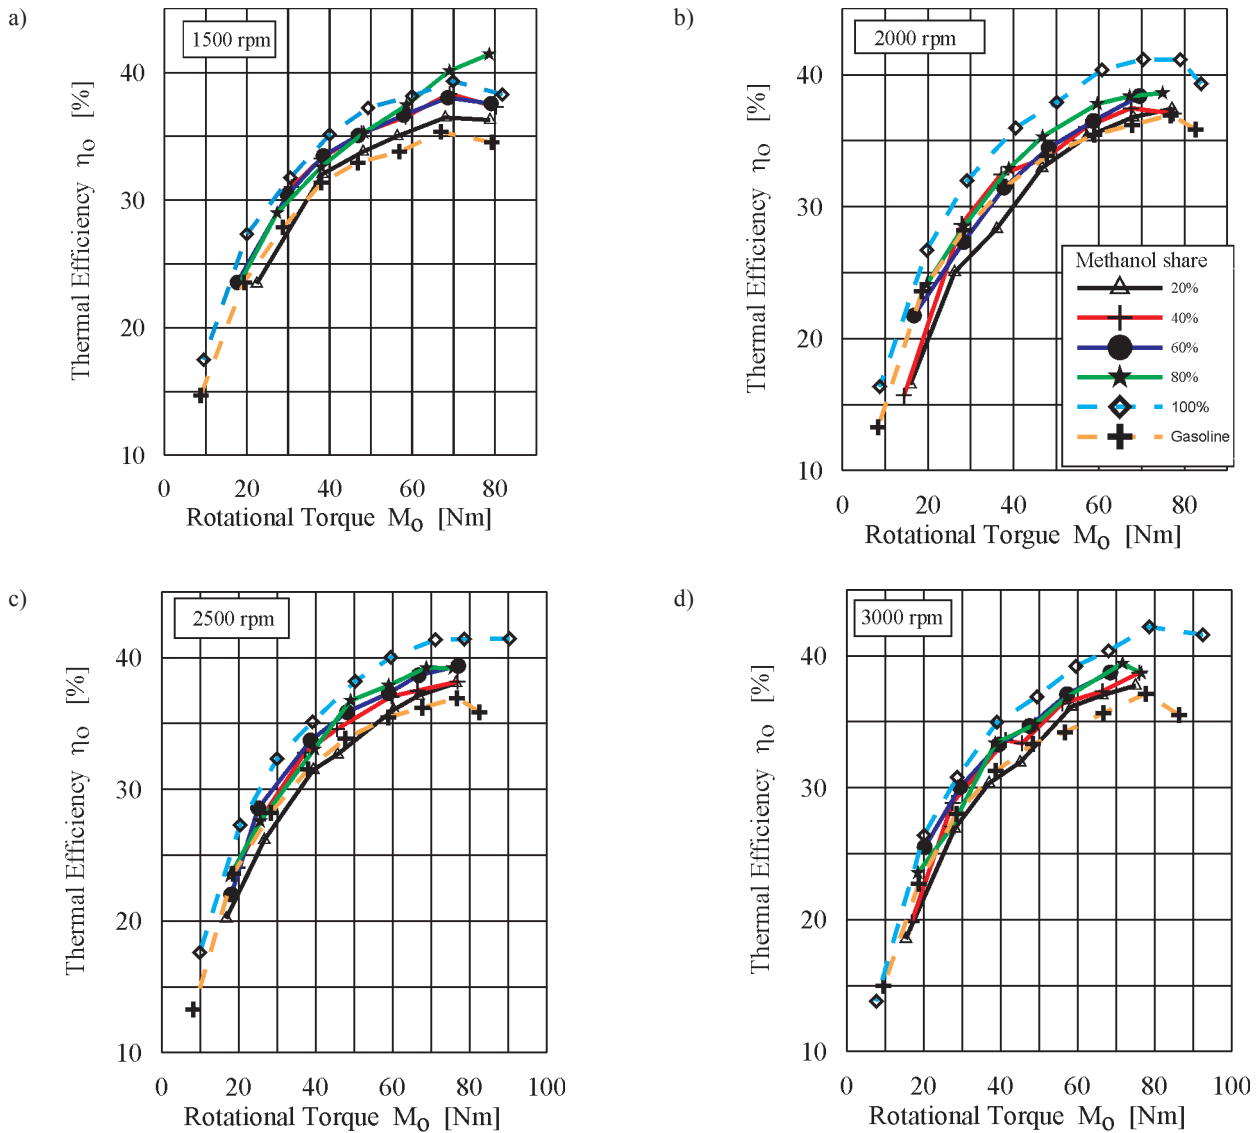 a)
1500 rpm
Thermal Efficiency ηo [%]
40
30
20
10
0 20 40 60 80
Rotational Torque Mo [Nm]
b)
2000 rpm
Thermal Efficiency ηo [%]
40
30
20
10
Methanol share
20%
40%
60%
80%
100%
Gasoline
0 20 40 60 80
Rotational Torgue Mo [Nm]
c)
2500 rpm
Thermal Efficiency ηo [%]
40
30
20
10
0 20 40 60 80 100
Rotational Torque Mo [Nm]
d)
3000 rpm
Thermal Efficiency ηo [%]
40
30
20
10
0 20 40 60 80 100
Rotational Torque Mo [Nm]